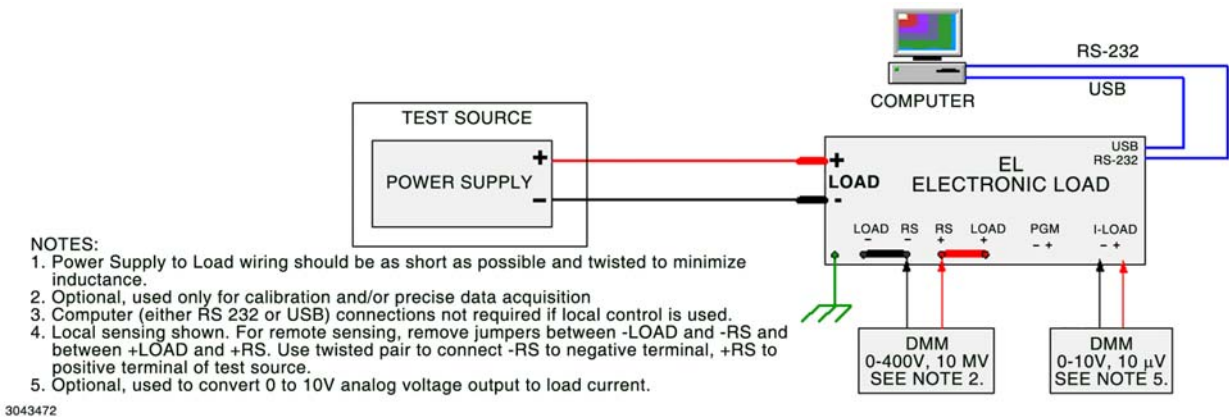 RS-232
USB
COMPUTER
TEST SOURCE
POWER SUPPLY
+
−
+
LOAD
-
EL
ELECTRONIC LOAD
USB
RS-232
LOAD RS RS LOAD PGM I-LOAD
− − + + − + − +
DMM
0-400V, 10 MV
SEE NOTE 2.
DMM
0-10V, 10 μV
SEE NOTE 5.
NOTES:
1. Power Supply to Load wiring should be as short as possible and twisted to minimize
inductance.
2. Optional, used only for calibration and/or precise data acquisition
3. Computer (either RS 232 or USB) connections not required if local control is used.
4. Local sensing shown. For remote sensing, remove jumpers between -LOAD and -RS and
between +LOAD and +RS. Use twisted pair to connect -RS to negative terminal, +RS to
positive terminal of test source.
5. Optional, used to convert 0 to 10V analog voltage output to load current.
3043472